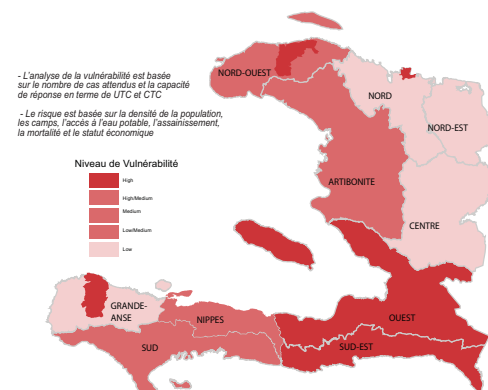 - L'analyse de la vulnérabilité est basée
sur le nombre de cas attendus et la capacité
de réponse en terme de UTC et CTC
- Le risque est basée sur la densité de la population,
les camps, l'accès à l'eau potable, l'assainissement,
la mortalité et le statut économique
Niveau de Vulnérabilité
High
High/Medium
Medium
Low/Medium
Low
NORD-OUEST
NORD
NORD-EST
ARTIBONITE
CENTRE
GRANDE-
ANSE
NIPPES
OUEST
SUD
SUD-EST